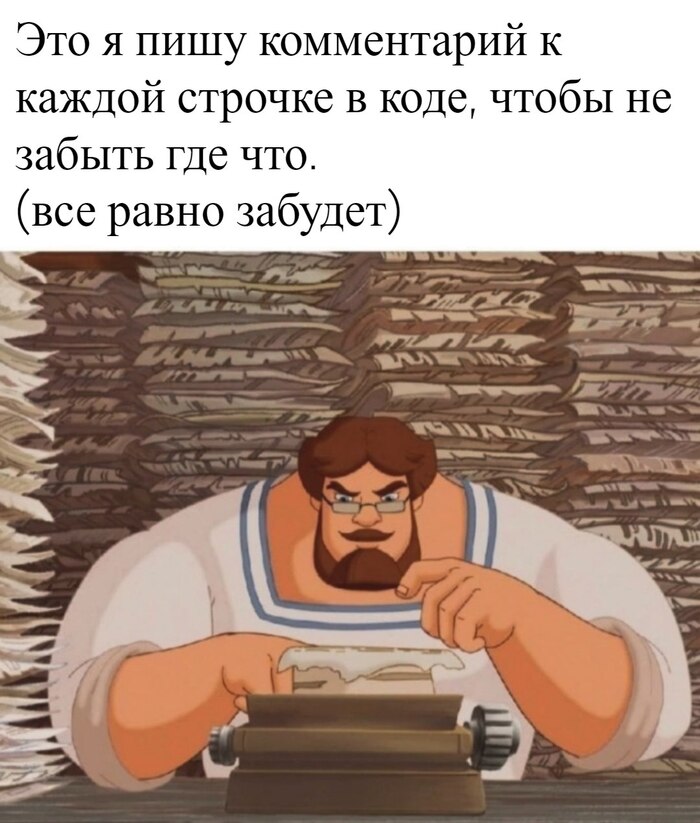 Это я пишу комментарий к
каждой строчке в коде, чтобы не
забыть где что.
(все равно забудет)